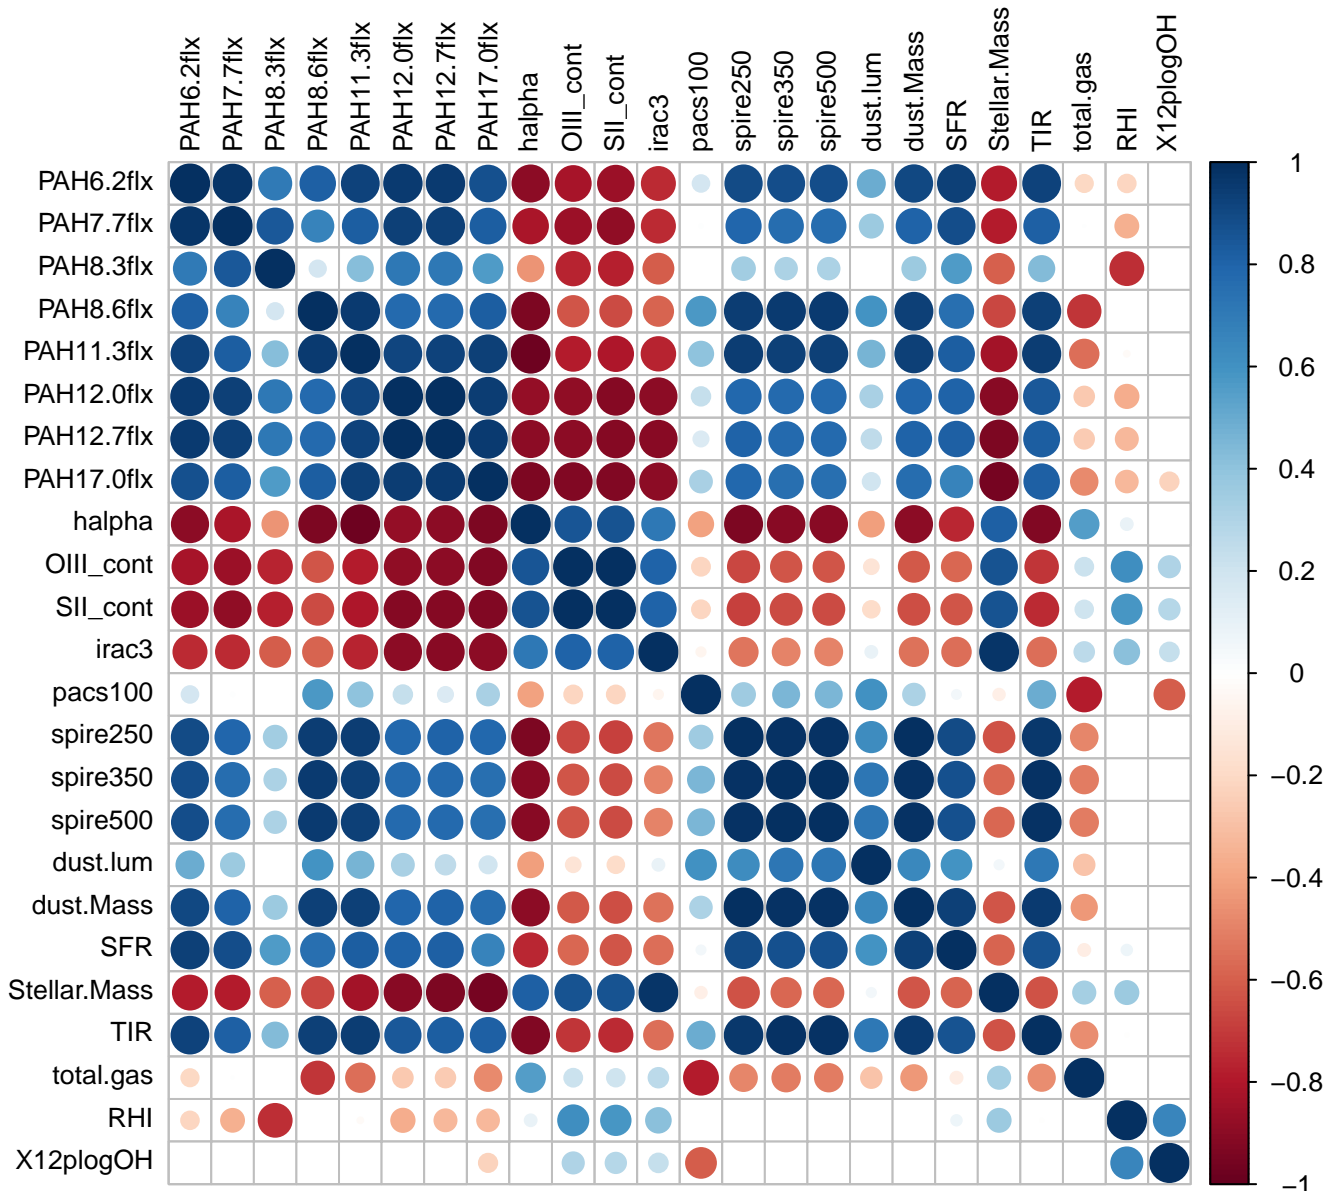 PAH6.2flx
PAH7.7flx
PAH8.3flx
PAH8.6flx
PAH11.3flx
PAH12.0flx
PAH12.7flx
PAH17.0flx
halpha
OIII_cont
SII_cont
irac3
pacs100
spire250
spire350
spire500
dust.lum
dust.Mass
SFR
Stellar.Mass
TIR
total.gas
RHI
X12plogOH
PAH6.2flx
PAH7.7flx
PAH8.3flx
PAH8.6flx
PAH11.3flx
PAH12.0flx
PAH12.7flx
PAH17.0flx
halpha
OIII_cont
SII_cont
irac3
pacs100
spire250
spire350
spire500
dust.lum
dust.Mass
SFR
Stellar.Mass
TIR
total.gas
RHI
X12plogOH
1
0.8
0.6
0.4
0.2
0
−0.2
−0.4
−0.6
−0.8
−1